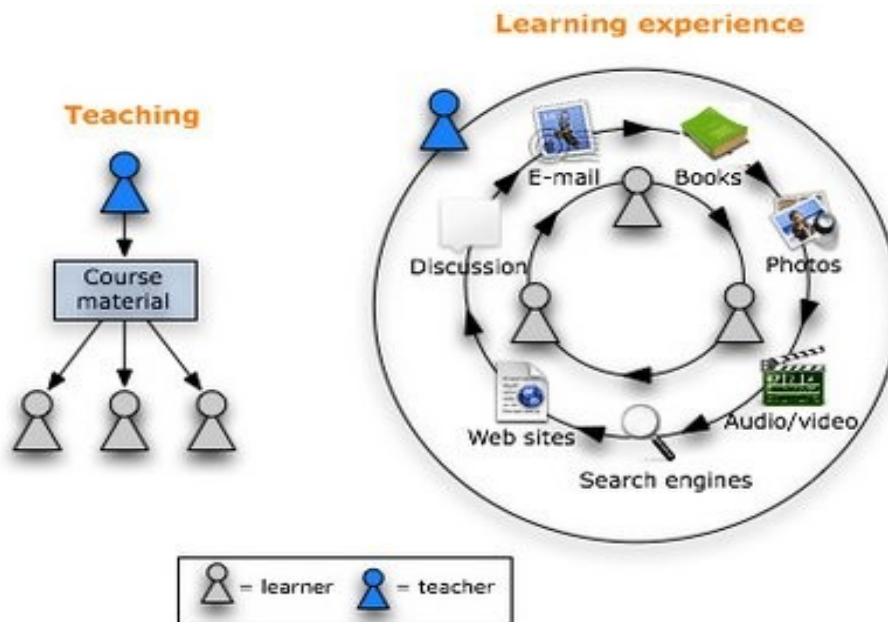 Learning experience
Teaching
E-mail
Books
Course
material
Discussion
Photos
Web sites
Audio/video
Search engines
= learner
= teacher